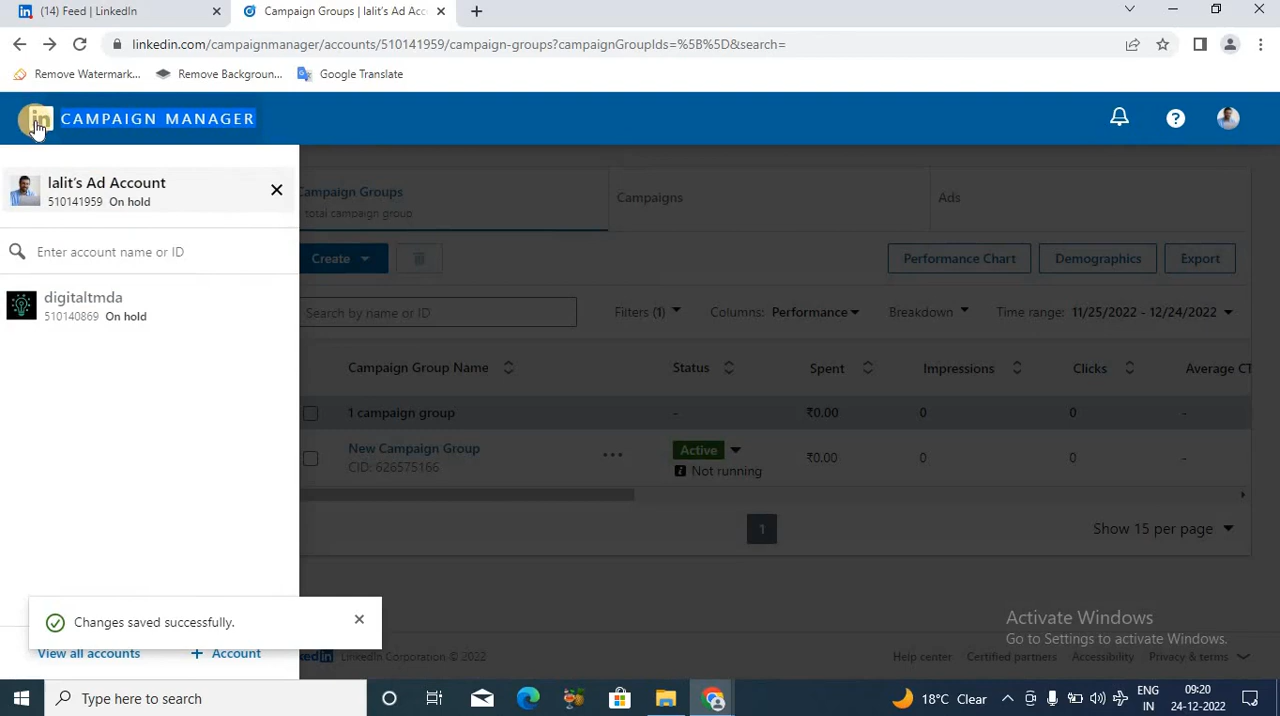 (14) Feed | LinkedIn
Campaign Groups | lalit's Ad Acc
linkedin.com/campaignmanager/accounts/510141959/campaign-groups?campaignGroupIds=%5B%5D&search=
Remove Watermark...
Remove Backgroun...
Google Translate
in CAMPAIGN MANAGER
lalit's Ad Account
510141959 On hold
Campaign Groups
total campaign group
Campaigns
Ads
Enter account name or ID
Create
Performance Chart
Demographics
Export
digitaltmda
510140869 On hold
Search by name or ID
Filters (1)
Columns: Performance
Breakdown
Time range: 11/25/2022 - 12/24/2022
Campaign Group Name
Status
Spent
Impressions
Clicks
Average CT
1 campaign group
-
₹0.00
0
0
-
New Campaign Group
CID: 626575166
Active
Not running
₹0.00
0
0
-
1
Show 15 per page
Changes saved successfully.
Activate Windows
Go to Settings to activate Windows.
View all accounts
+ Account
LinkedIn Corporation © 2022
Help center
Certified partners
Accessibility
Privacy & terms
Type here to search
18°C Clear
ENG
IN
09:20
24-12-2022